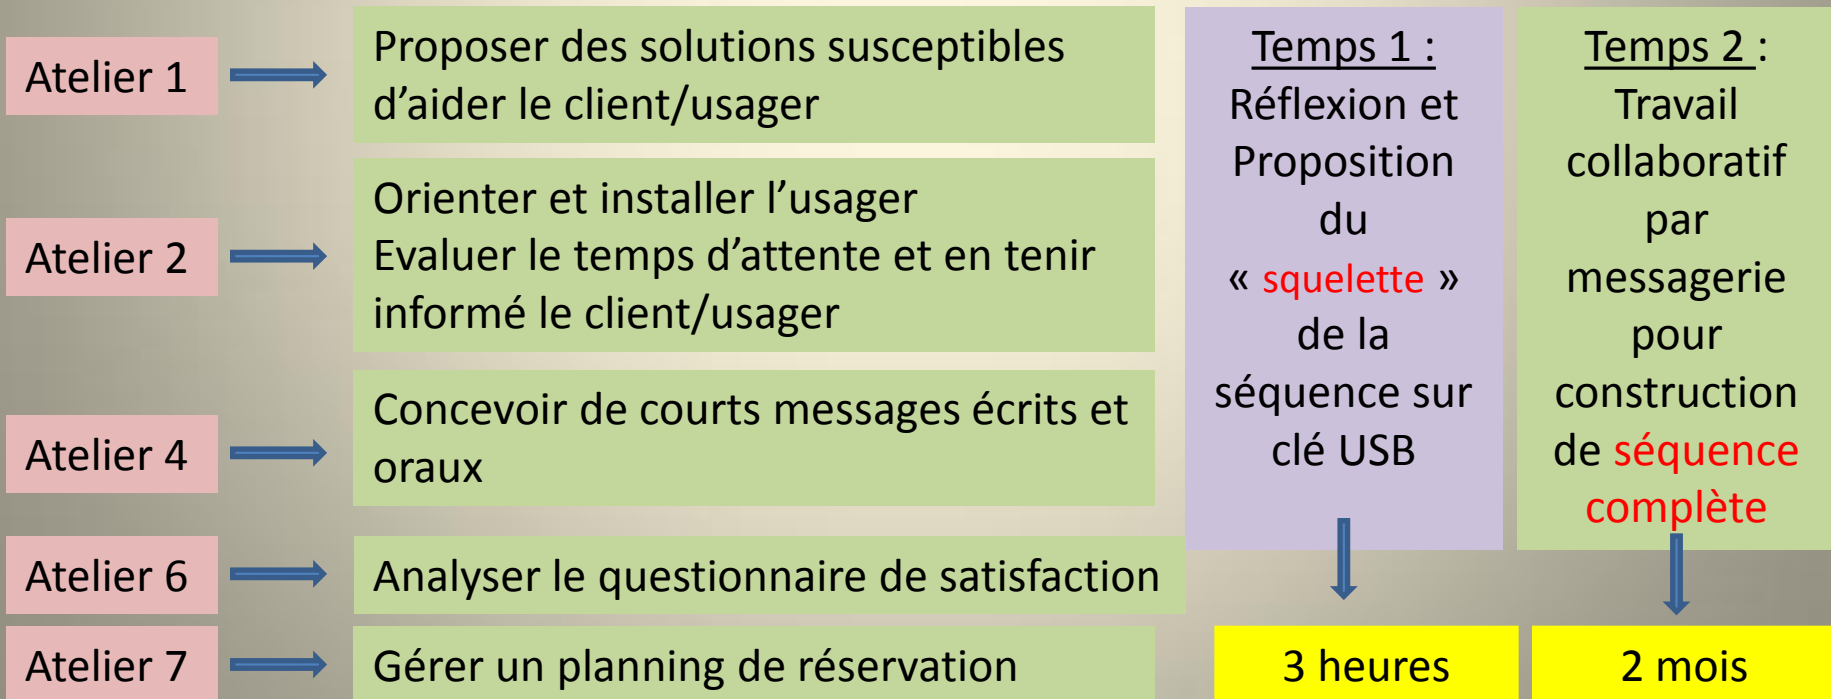 Atelier 1
Proposer des solutions susceptibles
d’aider le client/usager
Atelier 2
Orienter et installer l’usager
Evaluer le temps d’attente et en tenir
informé le client/usager
Atelier 4
Concevoir de courts messages écrits et
oraux
Atelier 6
Analyser le questionnaire de satisfaction
Atelier 7
Gérer un planning de réservation
Temps 1 :
Réflexion et
Proposition
du
« squelette »
de la
séquence sur
clé USB
3 heures
Temps 2 :
Travail
collaboratif
par
messagerie
pour
construction
de séquence
complète
2 mois